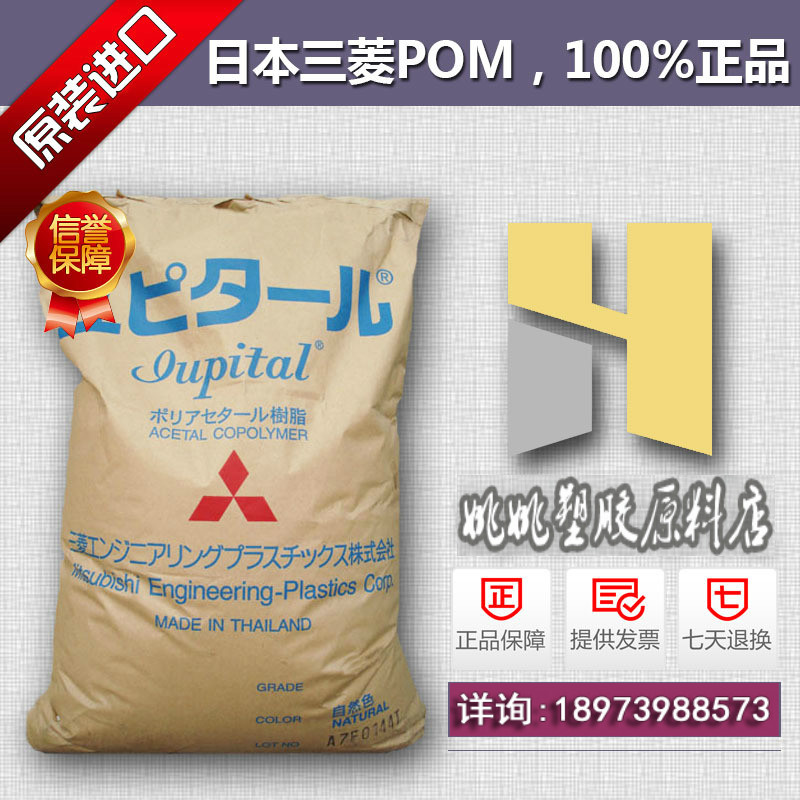 原装进口
日本三菱POM，100%正品
信誉
保障
ユピタール®
Iupital®
ポリアセタール樹脂
ACETAL COPOLYMER
三菱エンジニアリングプラスチックス株式会社
Mitsubishi Engineering-Plastics Corp.
MADE IN THAILAND
GRADE
COLOR
自然色
NATURAL
LOT NO
姚姚塑胶原料店
正
正品保障
提供发票
七
七天退换
详询:18973988573